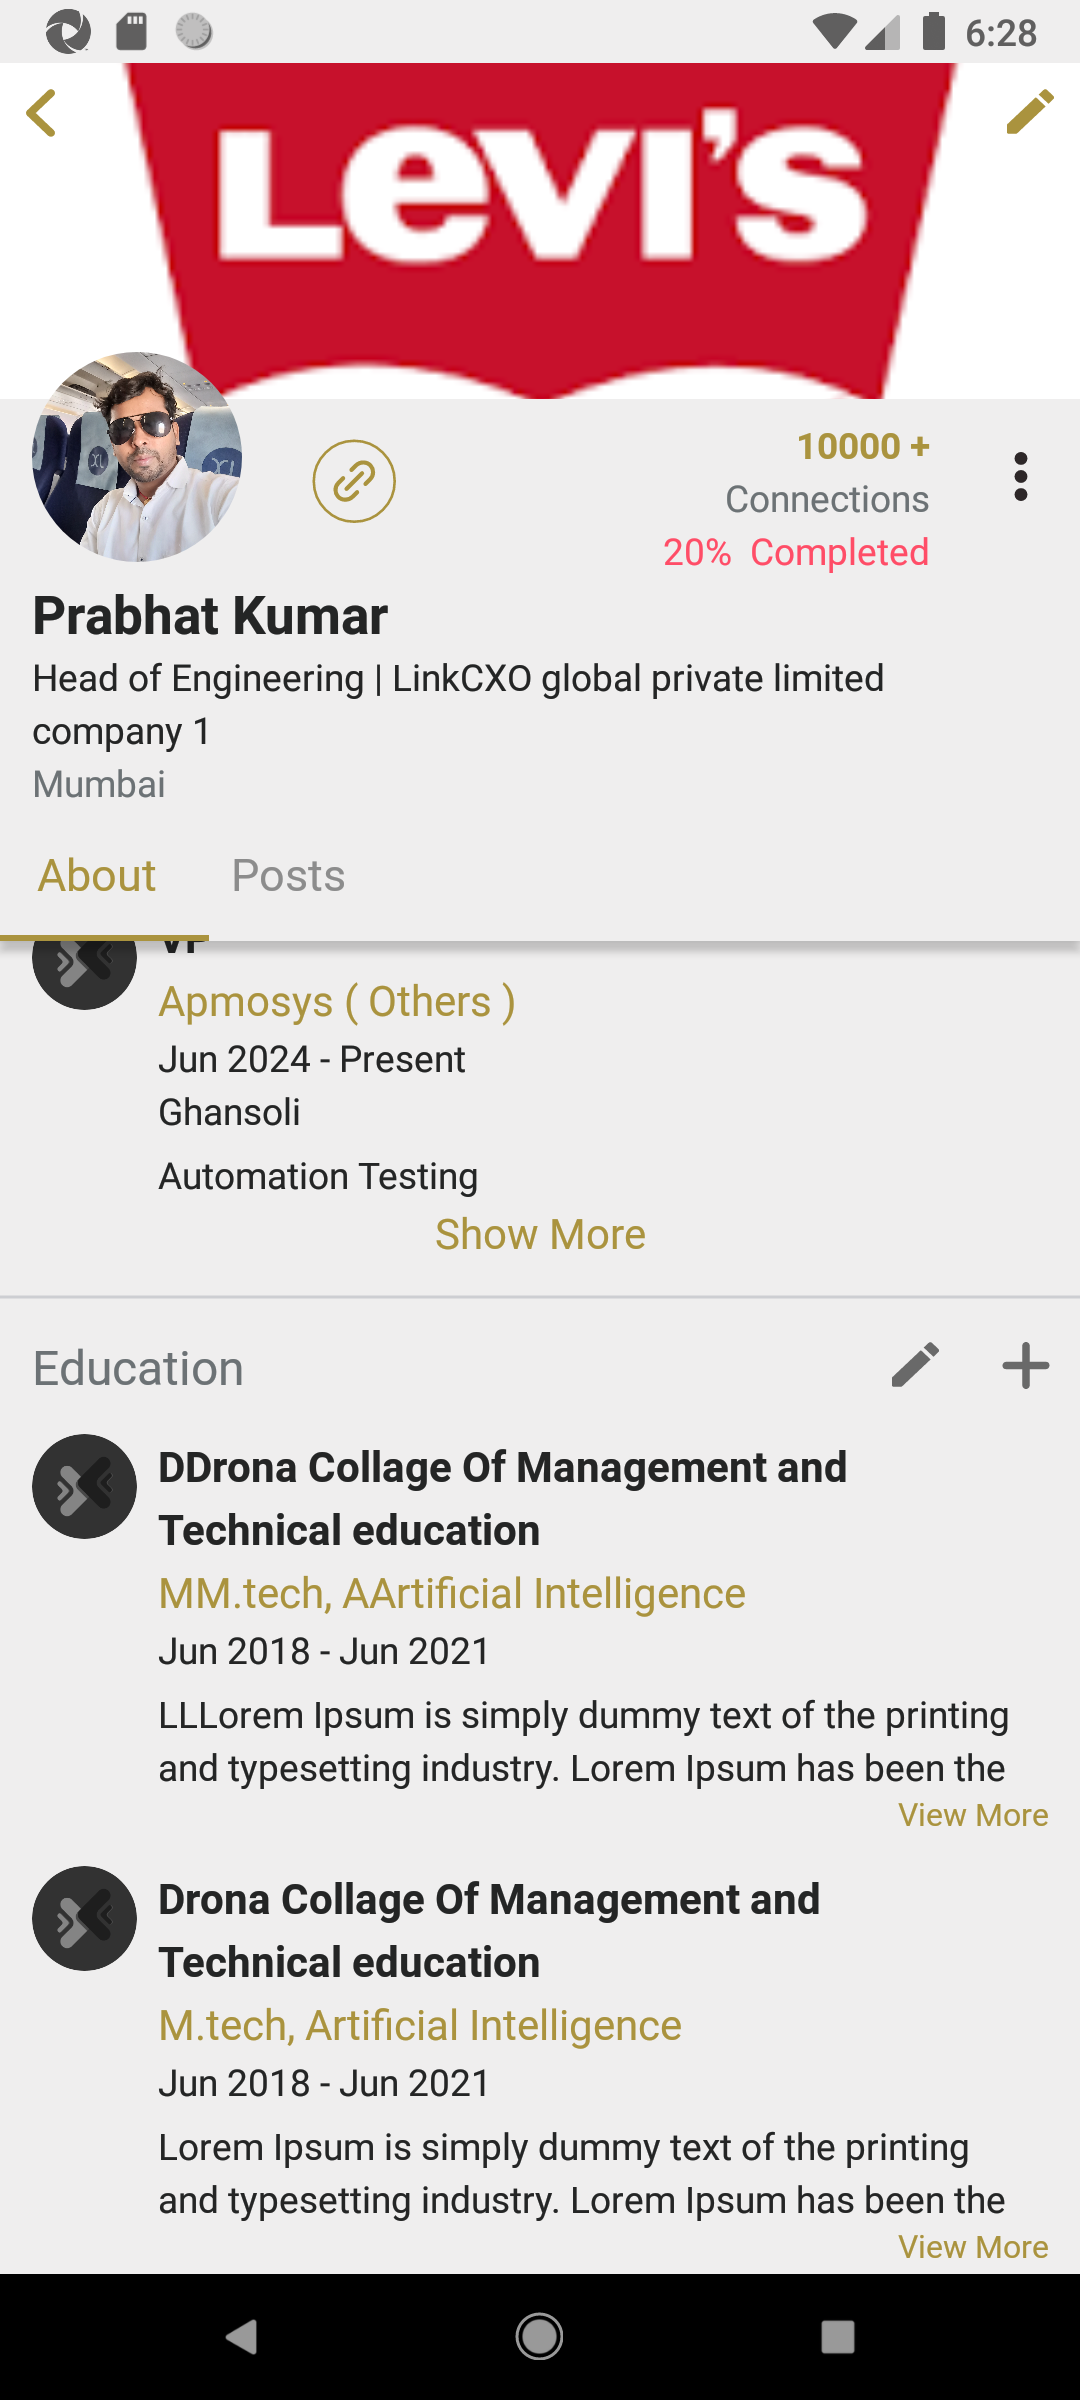 6:28
LEVI'S
10000 +
Connections
20% Completed
Prabhat Kumar
Head of Engineering | LinkCXO global private limited
company 1
Mumbai
About
Posts
VP
Apmosys ( Others )
Jun 2024 - Present
Ghansoli
Automation Testing
Show More
Education
DDrona Collage Of Management and
Technical education
MM.tech, AArtificial Intelligence
Jun 2018 - Jun 2021
LLLorem Ipsum is simply dummy text of the printing
and typesetting industry. Lorem Ipsum has been the
View More
Drona Collage Of Management and
Technical education
M.tech, Artificial Intelligence
Jun 2018 - Jun 2021
Lorem Ipsum is simply dummy text of the printing
and typesetting industry. Lorem Ipsum has been the
View More